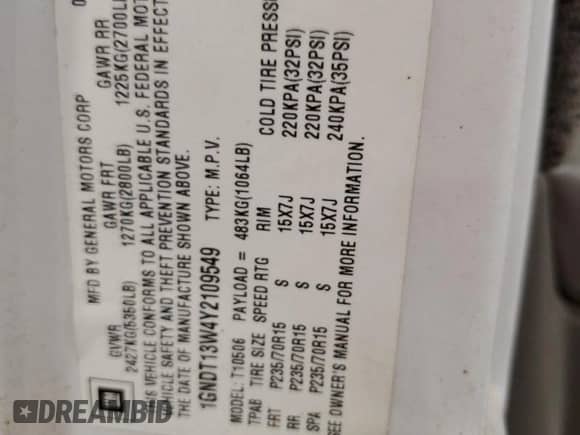 MFD BY GENERAL MOTORS CORP
GVWR GAWR FRT GAWR RR
2427KG(5350LB) 1270KG(2800LB) 1225KG(2700LB
THIS VEHICLE CONFORMS TO ALL APPLICABLE U.S. FEDERAL MOT
VEHICLE SAFETY AND THEFT PREVENTION STANDARDS IN EFFECT
THE DATE OF MANUFACTURE SHOWN ABOVE.
1GNDT13W4Y2109549 TYPE: M.P.V.
MODEL: T10506 PAYLOAD = 483KG(1064LB)
TPAB TIRE SIZE SPEED RTG RIM COLD TIRE PRESS
FRT P235/70R15 S 15X7J 220KPA(32PSI)
RR P235/70R15 S 15X7J 220KPA(32PSI)
SPA P235/70R15 S 15X7J 240KPA(35PSI)
SEE OWNER'S MANUAL FOR MORE INFORMATION.
DREAMBID